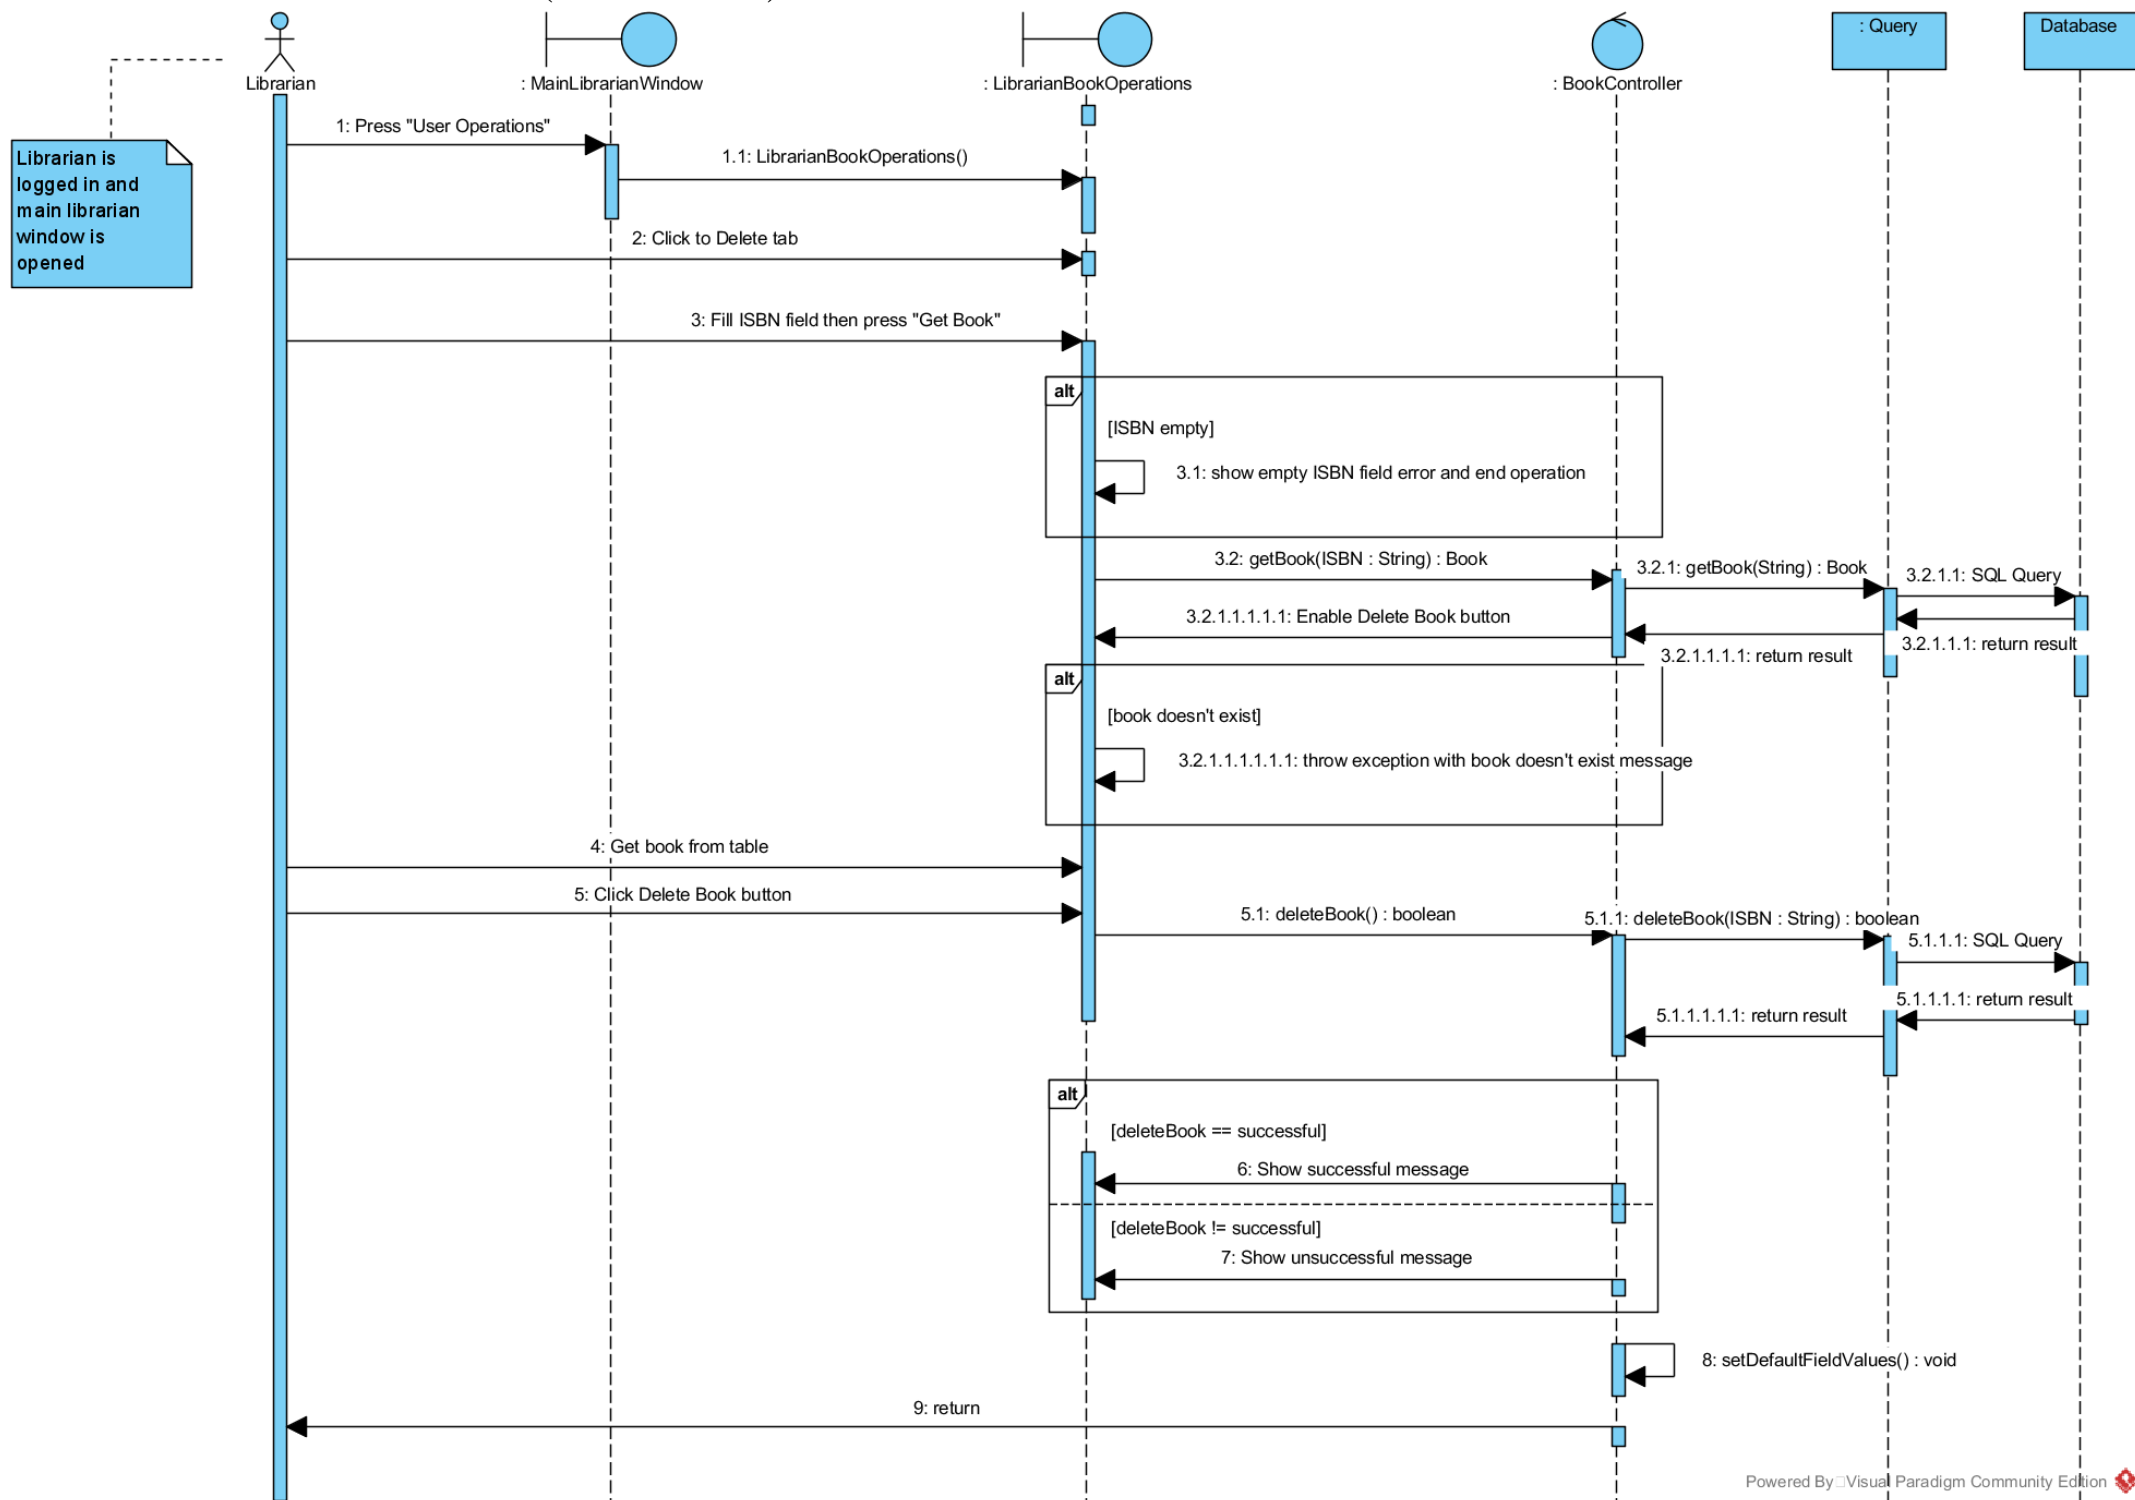 : Query
Database
Librarian
: MainLibrarianWindow
: LibrarianBookOperations
: BookController
1: Press "User Operations"
Librarian is
logged in and
main librarian
window is
opened
1.1: LibrarianBookOperations()
2: Click to Delete tab
3: Fill ISBN field then press "Get Book"
alt
[ISBN empty]
3.1: show empty ISBN field error and end operation
3.2: getBook(ISBN : String) : Book
3.2.1: getBook(String) : Book
3.2.1.1: SQL Query
3.2.1.1.1.1.1: Enable Delete Book button
3.2.1.1.1: return result
3.2.1.1.1.1: return result
alt
[book doesn't exist]
3.2.1.1.1.1.1.1: throw exception with book doesn't exist message
4: Get book from table
5: Click Delete Book button
5.1: deleteBook() : boolean
5.1.1: deleteBook(ISBN : String) : boolean
5.1.1.1: SQL Query
5.1.1.1.1: return result
5.1.1.1.1.1: return result
alt
[deleteBook == successful]
6: Show successful message
[deleteBook != successful]
7: Show unsuccessful message
8: setDefaultFieldValues() : void
9: return
Powered By Visual Paradigm Community Edition